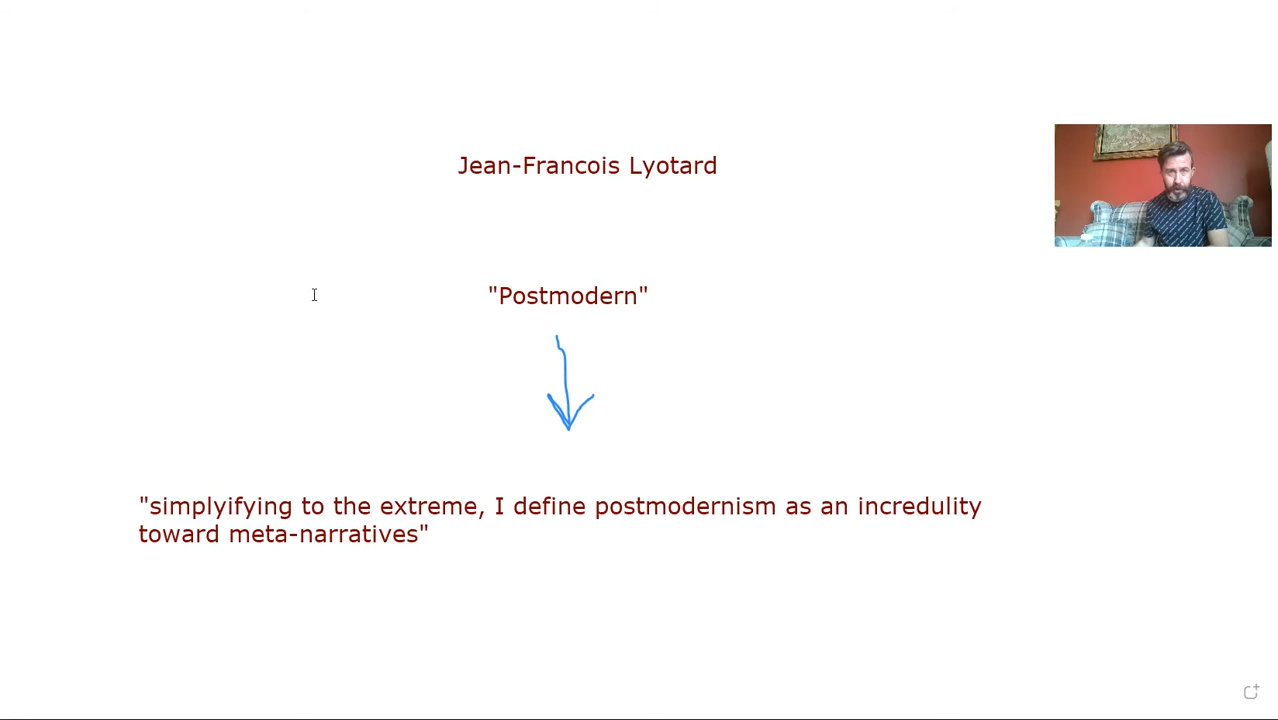 Jean-Francois Lyotard
"Postmodern"
"simplyifying to the extreme, I define postmodernism as an incredulity
toward meta-narratives"